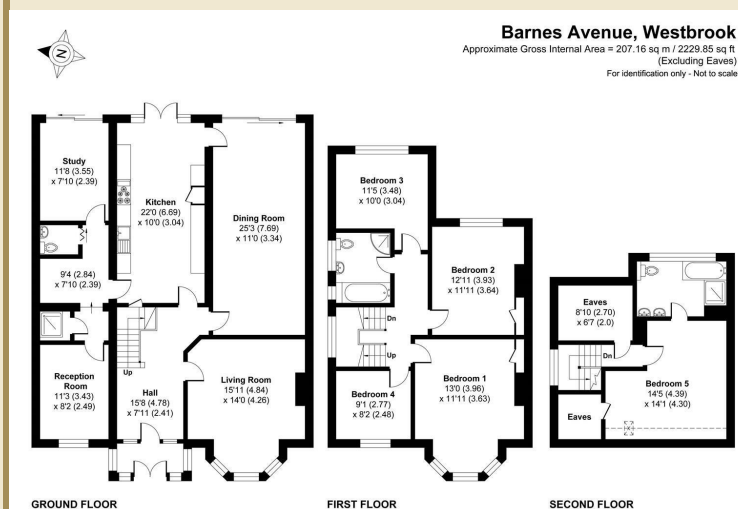 Barnes Avenue, Westbrook
Approximate Gross Internal Area = 207.16 sq m / 2229.85 sq ft
(Excluding Eaves)
For identification only - Not to scale
N
Study
11'8 (3.55)
x 7'10 (2.39)
Kitchen
22'0 (6.69)
x 10'0 (3.04)
Dining Room
25'3 (7.69)
x 11'0 (3.34)
9'4 (2.84)
x 7'10 (2.39)
Reception
Room
11'3 (3.43)
x 8'2 (2.49)
Up
Hall
15'8 (4.78)
x 7'11 (2.41)
Living Room
15'11 (4.84)
x 14'0 (4.26)
GROUND FLOOR
Bedroom 3
11'5 (3.48)
x 10'0 (3.04)
Bedroom 2
12'11 (3.93)
x 11'11 (3.64)
Dn
Up
Bedroom 4
9'1 (2.77)
x 8'2 (2.48)
Bedroom 1
13'0 (3.96)
x 11'11 (3.63)
FIRST FLOOR
Eaves
8'10 (2.70)
x 6'7 (2.0)
Dn
Bedroom 5
14'5 (4.39)
x 14'1 (4.30)
Eaves
SECOND FLOOR